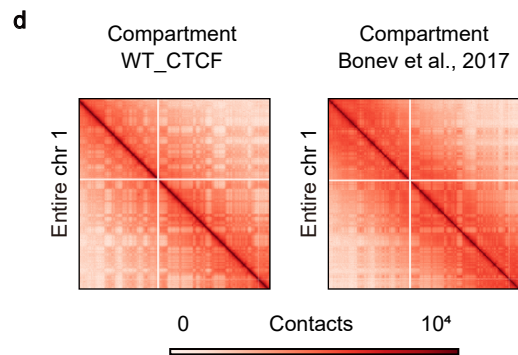 d
Compartment
WT_CTCF
Compartment
Bonev et al., 2017
Entire chr 1
Entire chr 1
0 Contacts 10⁴